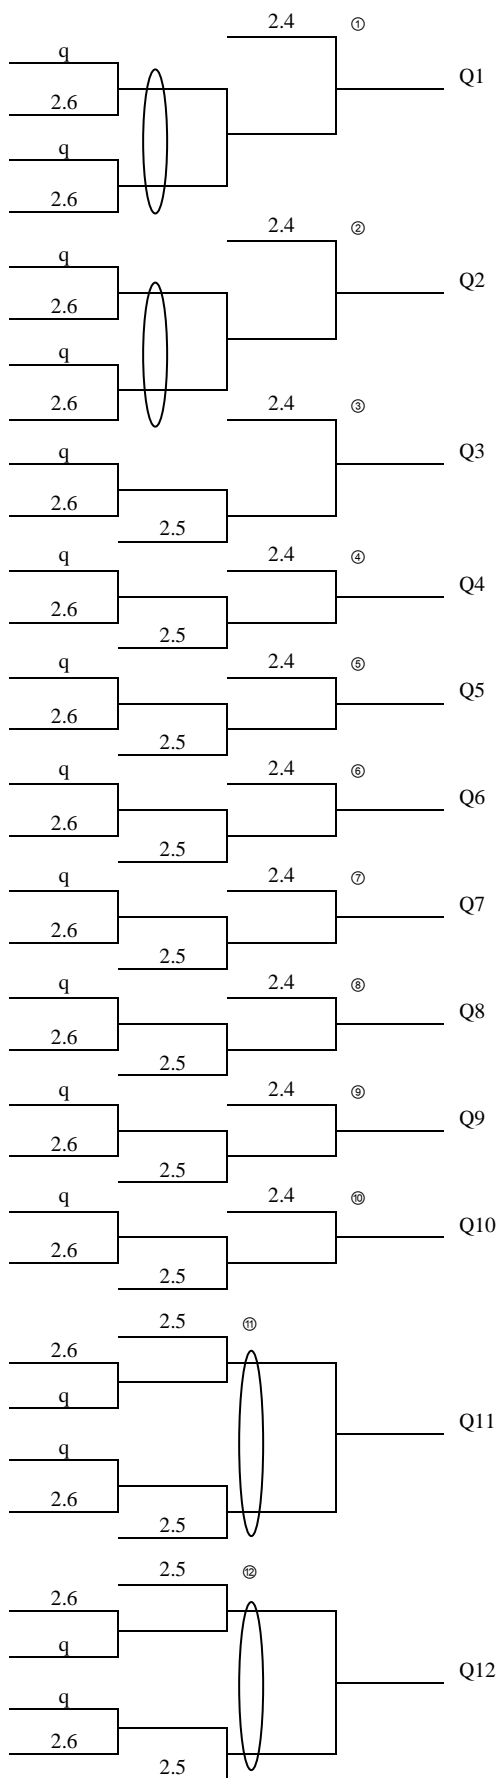 2.4 ①
q
Q1
2.6
q
2.6
2.4 ②
q
Q2
2.6
q
2.6
2.4 ③
q
Q3
2.6
2.5
2.4 ④
q
Q4
2.6
2.5
2.4 ⑤
q
Q5
2.6
2.5
2.4 ⑥
q
Q6
2.6
2.5
2.4 ⑦
q
Q7
2.6
2.5
2.4 ⑧
q
Q8
2.6
2.5
2.4 ⑨
q
Q9
2.6
2.5
2.4 ⑩
q
Q10
2.6
2.5
2.5 ⑪
2.6
q
Q11
q
2.6
2.5
2.5 ⑫
2.6
q
Q12
q
2.6
2.5